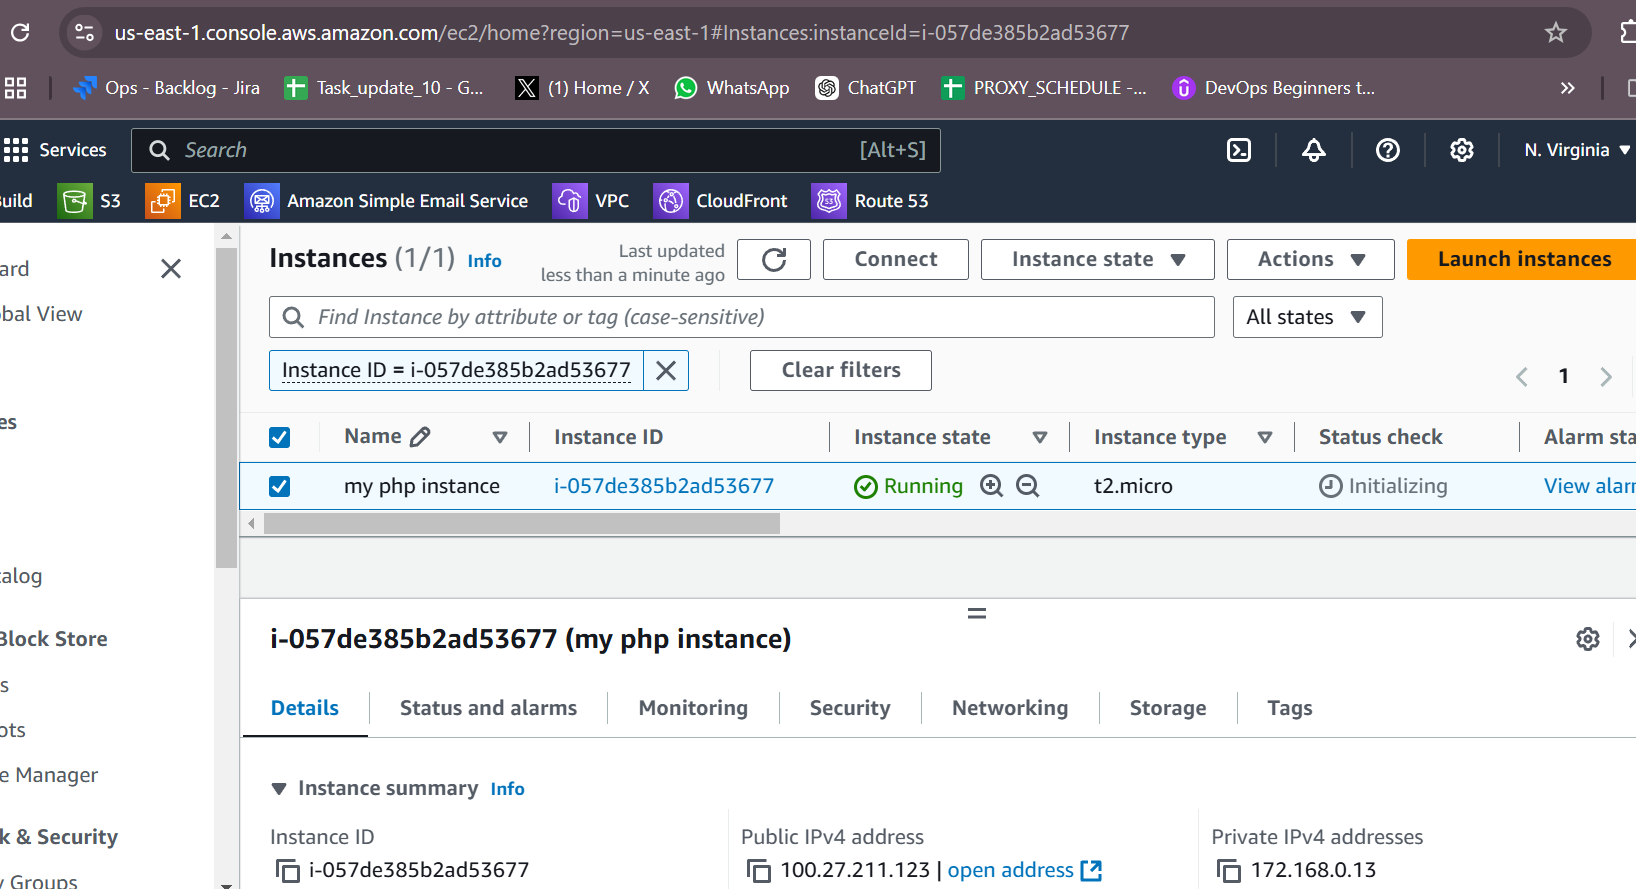 us-east-1.console.aws.amazon.com/ec2/home?region=us-east-1#Instances:instanceId=i-057de385b2ad53677
Ops - Backlog - Jira
Task_update_10 - G...
(1) Home / X
WhatsApp
ChatGPT
PROXY_SCHEDULE -...
DevOps Beginners t...
Services
Search
[Alt+S]
N. Virginia
uild
S3
EC2
Amazon Simple Email Service
VPC
CloudFront
Route 53
ard
bal View
es
talog
Block Store
s
ots
e Manager
k & Security
y Groups
Instances (1/1) Info
Last updated
less than a minute ago
Connect
Instance state
Actions
Launch instances
Find Instance by attribute or tag (case-sensitive)
All states
Instance ID = i-057de385b2ad53677
Clear filters
1
Name
Instance ID
Instance state
Instance type
Status check
Alarm sta
my php instance
i-057de385b2ad53677
Running
t2.micro
Initializing
View alar
i-057de385b2ad53677 (my php instance)
Details
Status and alarms
Monitoring
Security
Networking
Storage
Tags
Instance summary Info
Instance ID
i-057de385b2ad53677
Public IPv4 address
100.27.211.123 | open address
Private IPv4 addresses
172.168.0.13